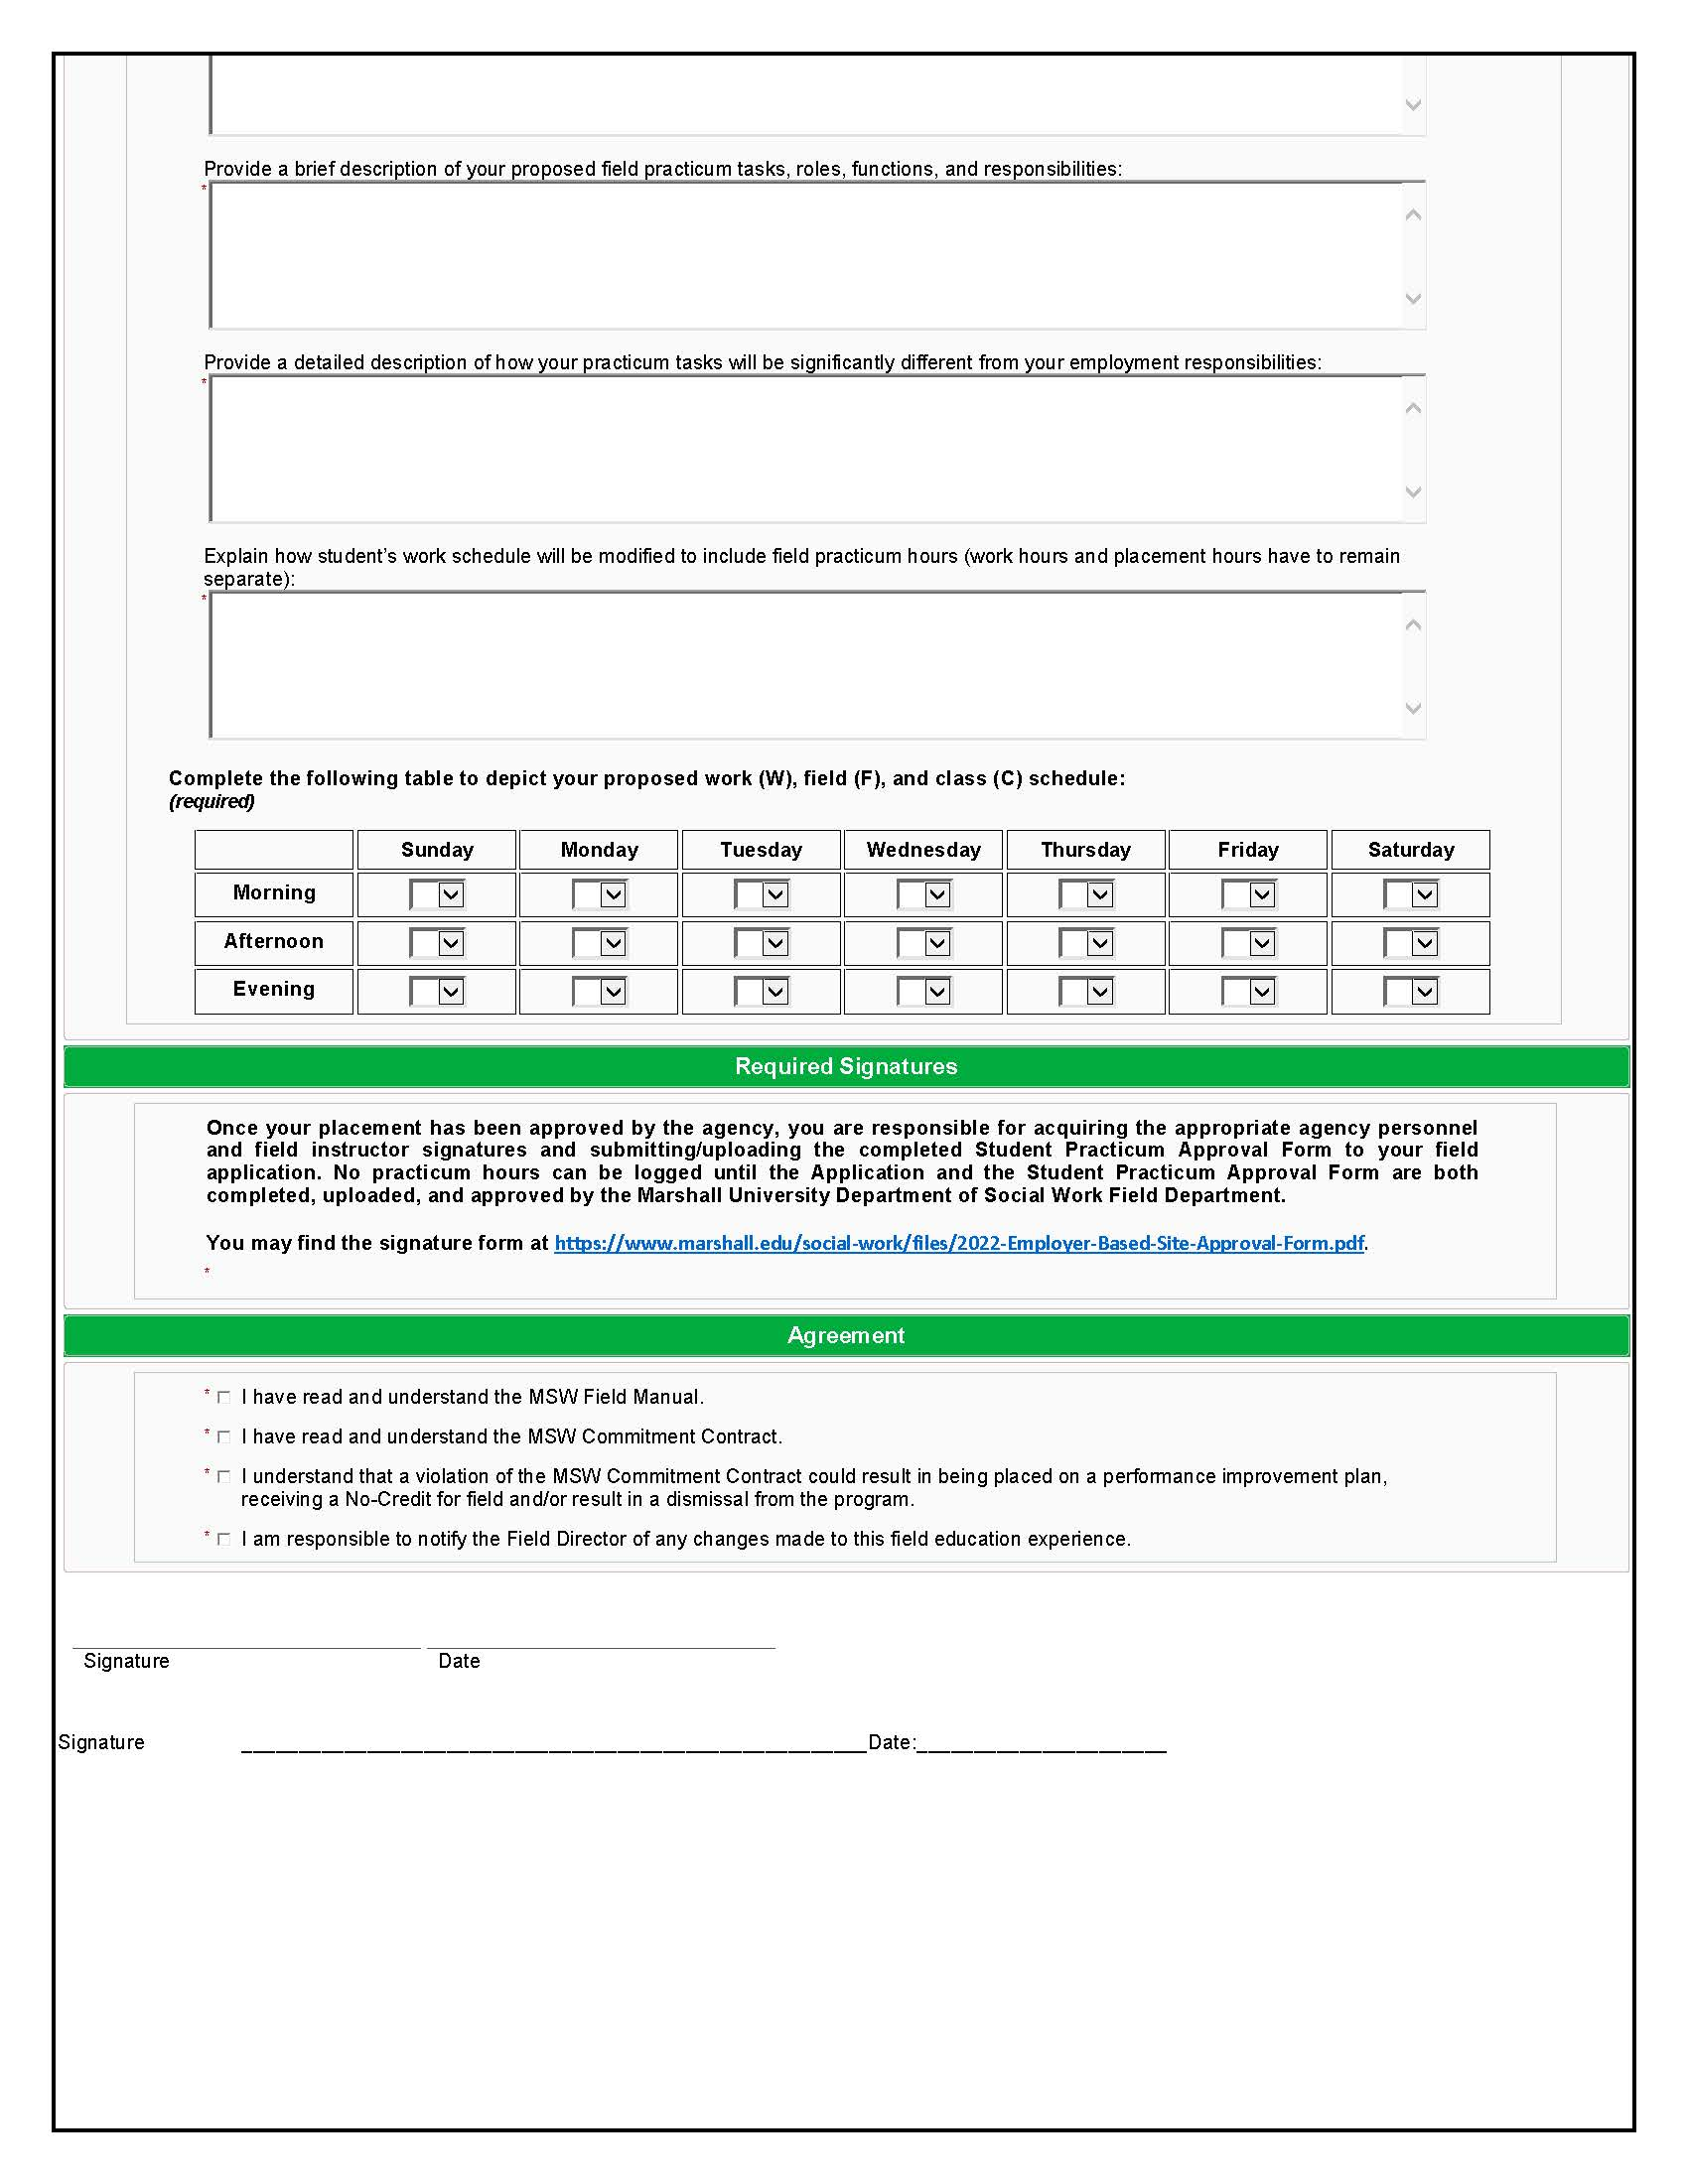 Provide a brief description of your proposed field practicum tasks, roles, functions, and responsibilities:
*
Provide a detailed description of how your practicum tasks will be significantly different from your employment responsibilities:
*
Explain how student’s work schedule will be modified to include field practicum hours (work hours and placement hours have to remain
separate):
*
Complete the following table to depict your proposed work (W), field (F), and class (C) schedule:
(required)
Sunday Monday Tuesday Wednesday Thursday Friday Saturday
Morning
Afternoon
Evening
Required Signatures
Once your placement has been approved by the agency, you are responsible for acquiring the appropriate agency personnel
and field instructor signatures and submitting/uploading the completed Student Practicum Approval Form to your field
application. No practicum hours can be logged until the Application and the Student Practicum Approval Form are both
completed, uploaded, and approved by the Marshall University Department of Social Work Field Department.
You may find the signature form at https://www.marshall.edu/social-work/files/2022-Employer-Based-Site-Approval-Form.pdf.
*
Agreement
* I have read and understand the MSW Field Manual.
* I have read and understand the MSW Commitment Contract.
* I understand that a violation of the MSW Commitment Contract could result in being placed on a performance improvement plan,
receiving a No-Credit for field and/or result in a dismissal from the program.
* I am responsible to notify the Field Director of any changes made to this field education experience.
Signature Date
Signature ______________________________________________________Date:______________________